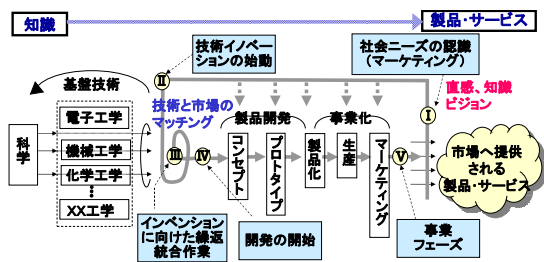 知識
製品・サービス
技術イノベー
ションの始動
社会ニーズの認識
(マーケティング)
基盤技術
Ⅱ
技術と市場の
マッチング
直感、知識
ビジョン
Ⅰ
製品開発
事業化
科学
電子工学
機械工学
化学工学
XX工学
Ⅲ
Ⅳ
コンセプト
プロトタイプ
製品化
生産
マーケティング
Ⅴ
市場へ提供
される
製品・サービス
インベンション
に向けた繰返
統合作業
開発の開始
事業
フェーズ